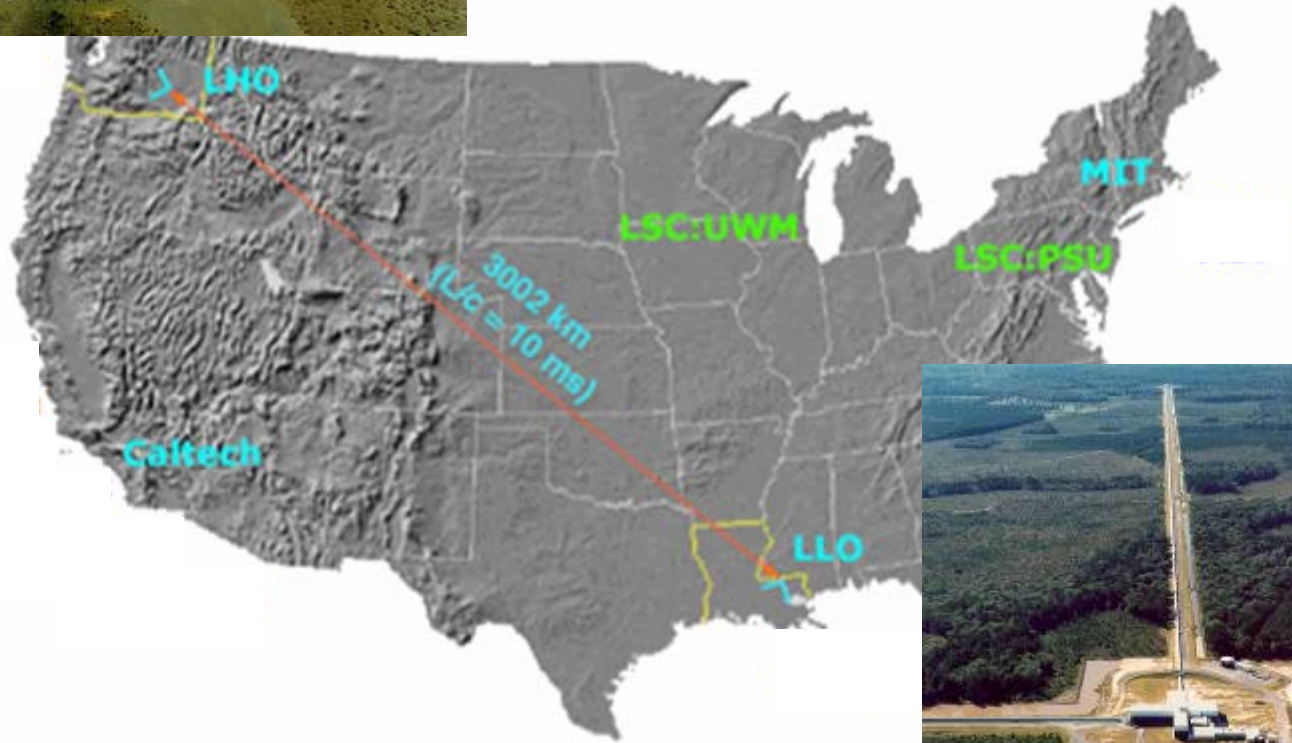 LHO
MIT
LSC:UWM
LSC:PSU
3002 km
(L/c = 10 ms)
Caltech
LLO